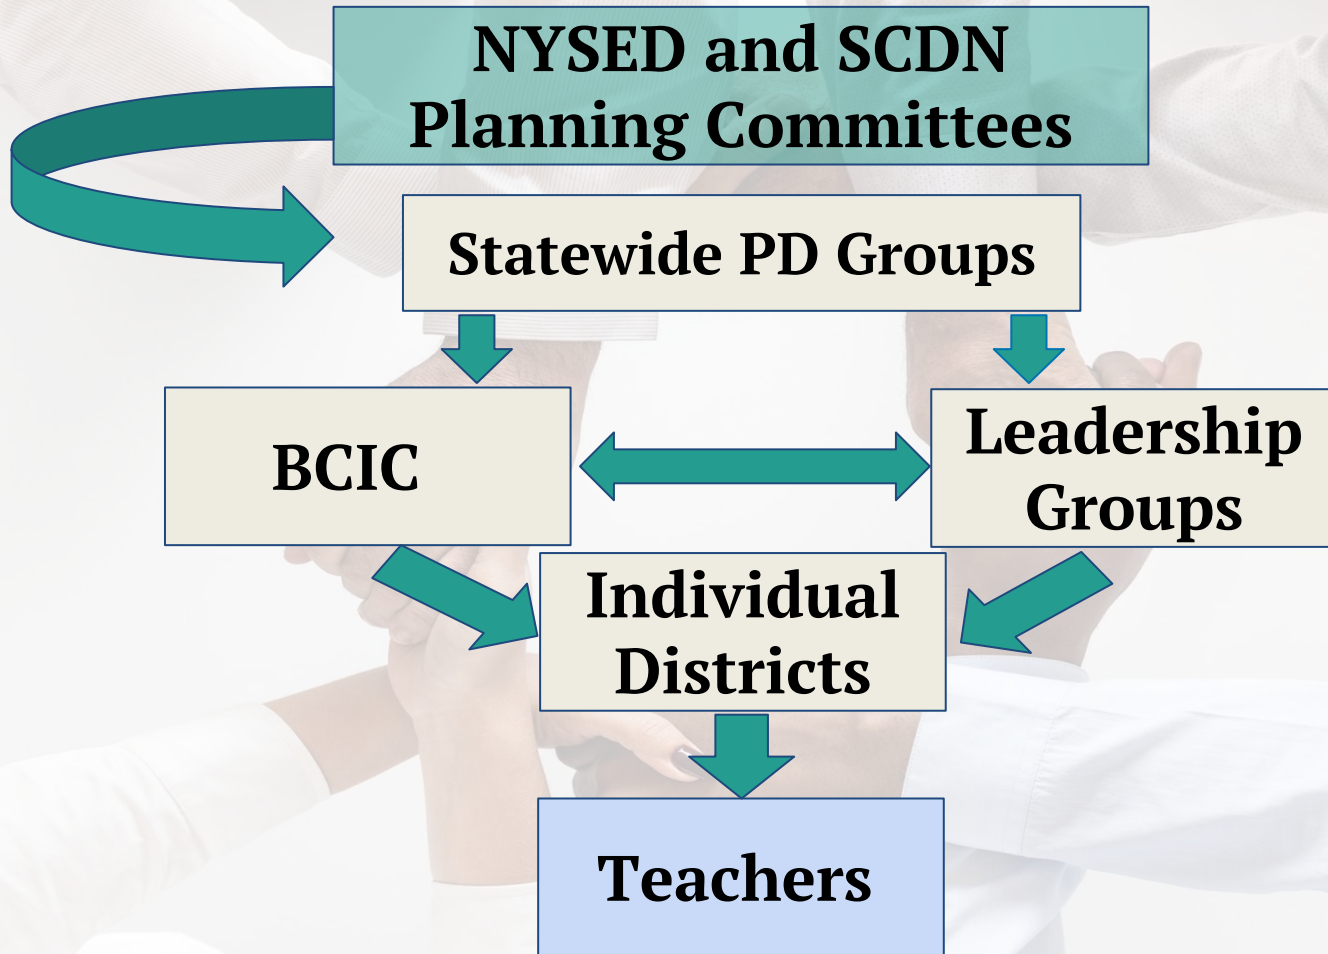 NYSED and SCDN
Planning Committees
Statewide PD Groups
BCIC
Leadership
Groups
Individual
Districts
Teachers